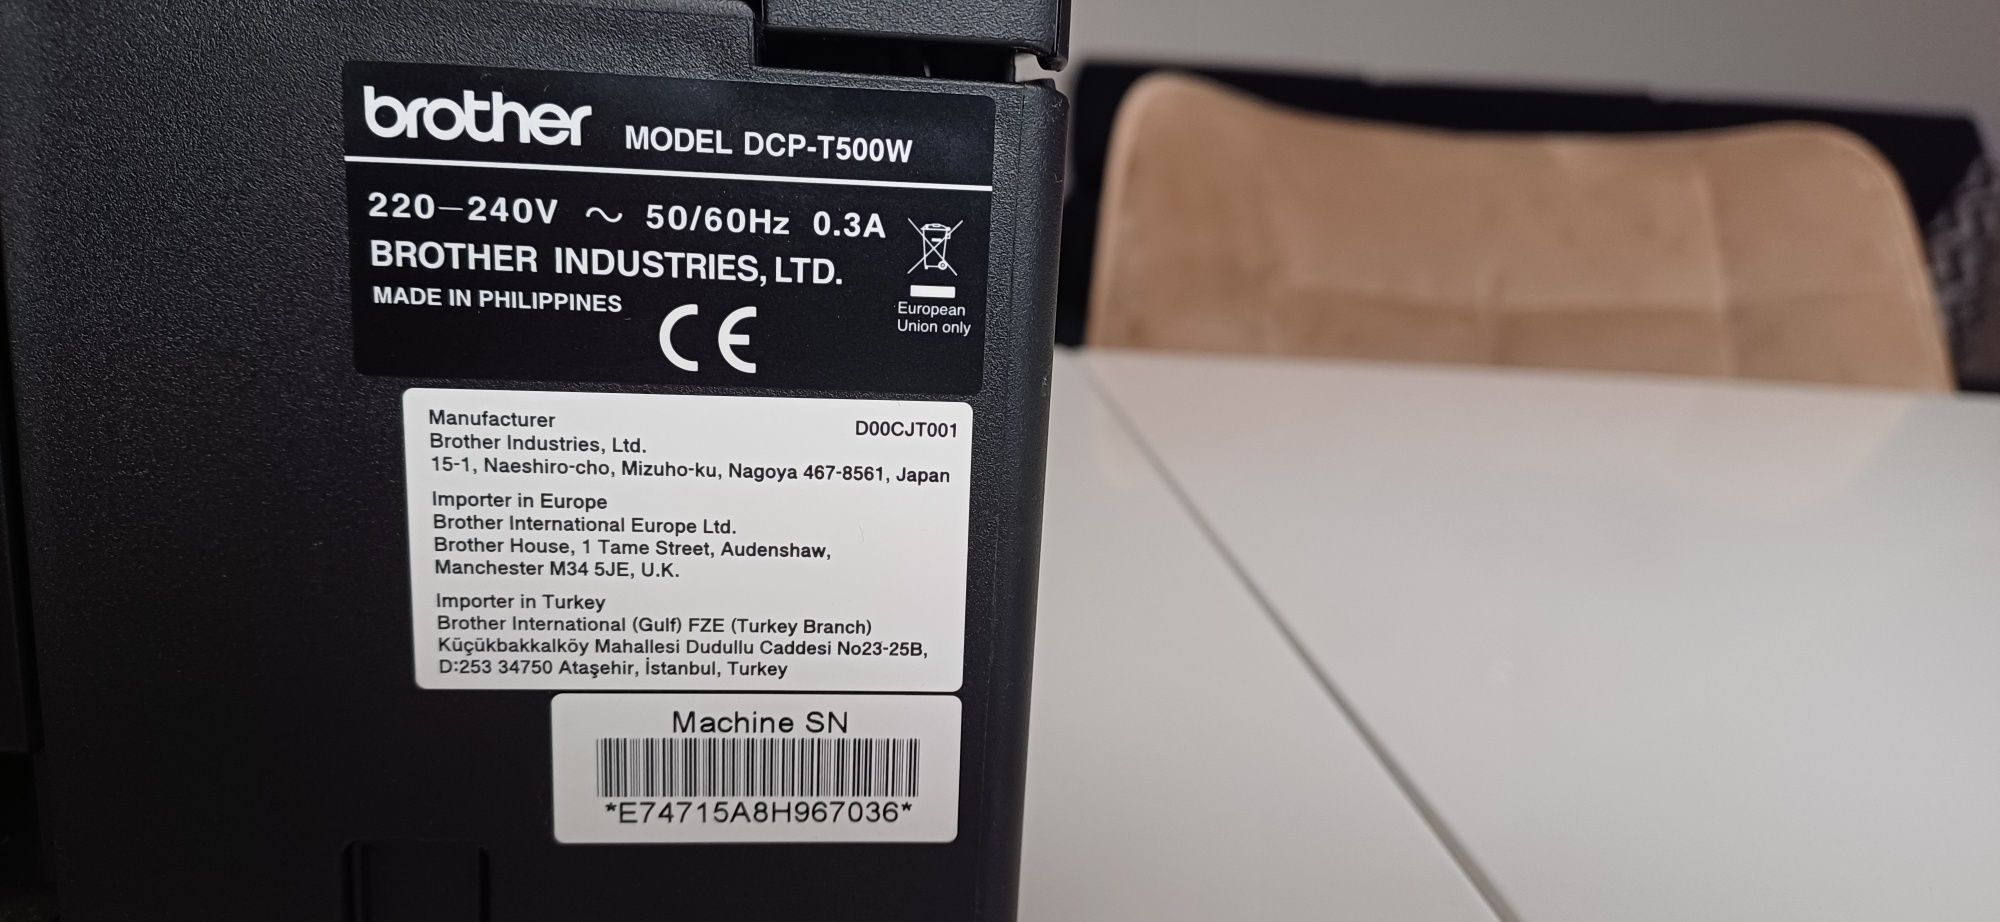 brother MODEL DCP-T500W
220–240V ~ 50/60Hz 0.3A
BROTHER INDUSTRIES, LTD.
MADE IN PHILIPPINES
CE
European
Union only
Manufacturer D00CJT001
Brother Industries, Ltd.
15-1, Naeshiro-cho, Mizuho-ku, Nagoya 467-8561, Japan
Importer in Europe
Brother International Europe Ltd.
Brother House, 1 Tame Street, Audenshaw,
Manchester M34 5JE, U.K.
Importer in Turkey
Brother International (Gulf) FZE (Turkey Branch)
Küçükbakkalköy Mahallesi Dudullu Caddesi No23-25B,
D:253 34750 Ataşehir, İstanbul, Turkey
Machine SN
*E74715A8H967036*